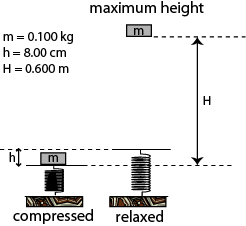 maximum height
m
m = 0.100 kg
h = 8.00 cm
H = 0.600 m
H
h
m
compressed relaxed